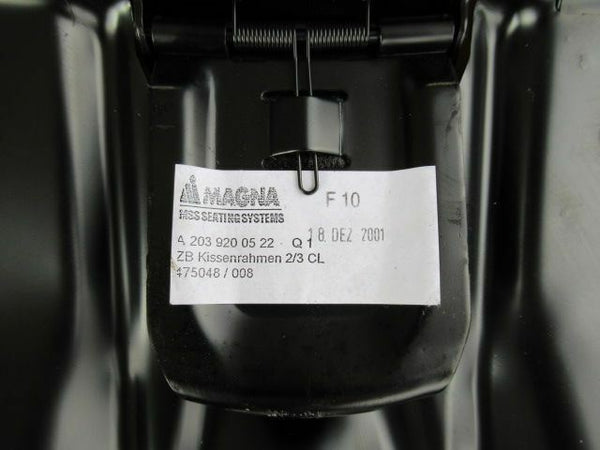 MAGNA F 10
MSS SEATING SYSTEMS
A 203 920 05 22 Q 1 18. DEZ 2001
ZB Kissenrahmen 2/3 CL
475048 / 008